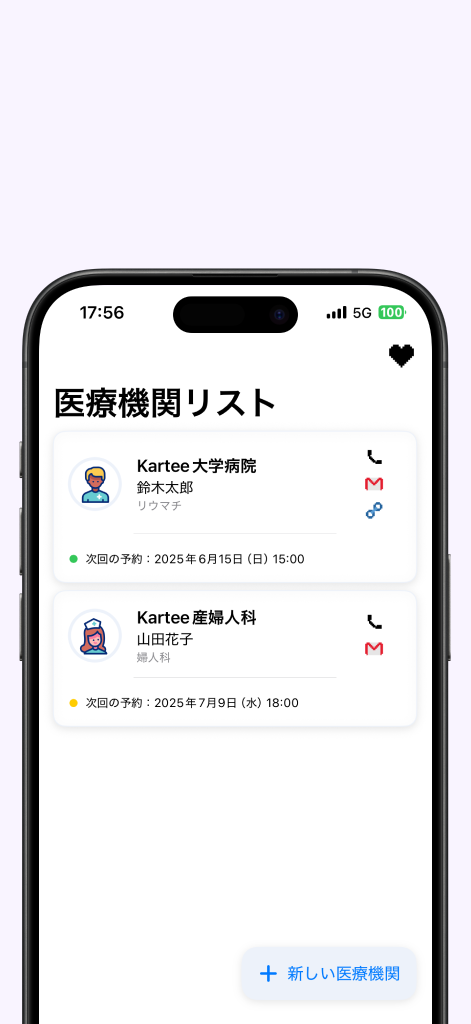 17:56
5G
100
医療機関リスト
Kartee大学病院
鈴木太郎
リウマチ
次回の予約：2025年6月15日（日）15:00
Kartee産婦人科
山田花子
婦人科
次回の予約：2025年7月9日（水）18:00
新しい医療機関